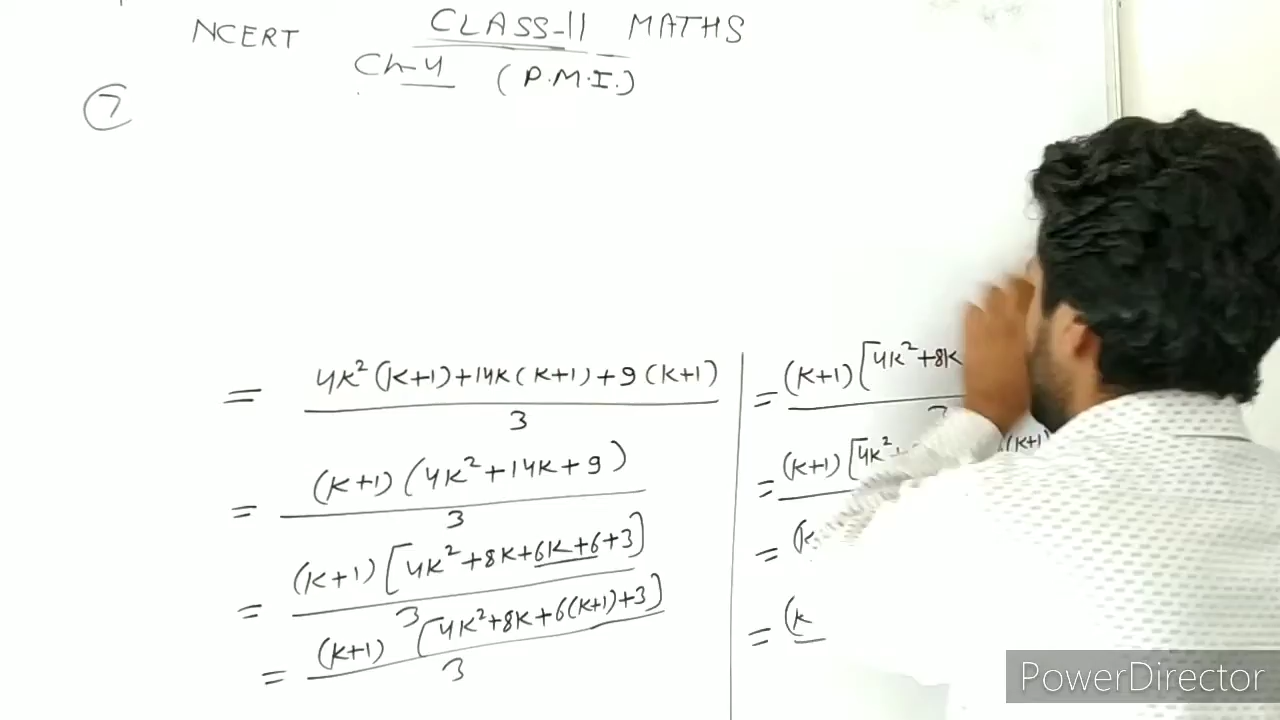 NCERT CLASS-11 MATHS
Ch-4 (P.M.I.)
7
= 4K²(K+1)+14K(K+1)+9(K+1) / 3
= (K+1)(4K²+14K+9) / 3
= (K+1)[4K²+8K+6K+6+3] / 3
= (K+1)[4K²+8K+6(K+1)+3] / 3
= (K+1)[4K²+8K
= (K+1)[4K² (K+1)
= (K
= (K
PowerDirector